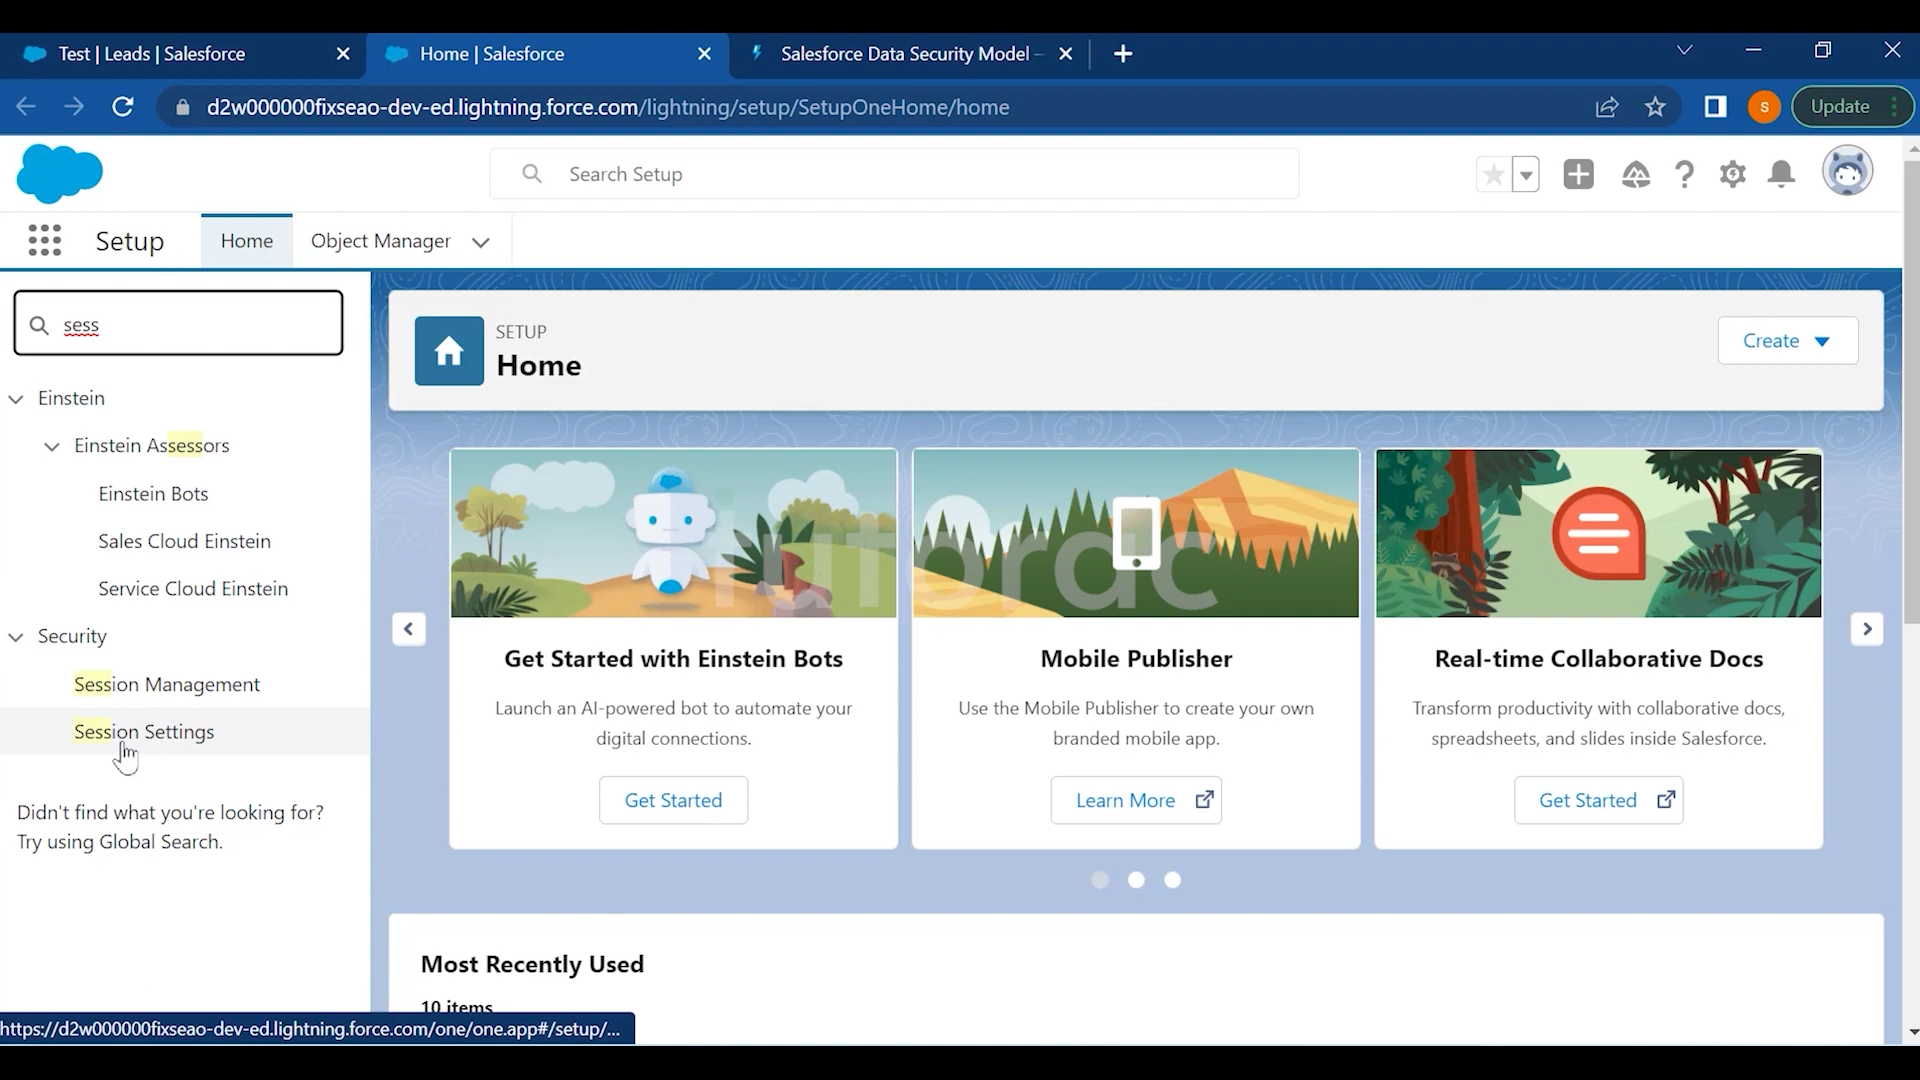 Test | Leads | Salesforce
Home | Salesforce
Salesforce Data Security Model –
d2w000000fixseao-dev-ed.lightning.force.com/lightning/setup/SetupOneHome/home
s
Update
Search Setup
Setup
Home
Object Manager
sess
Einstein
Einstein Assessors
Einstein Bots
Sales Cloud Einstein
Service Cloud Einstein
Security
Session Management
Session Settings
Didn't find what you're looking for?
Try using Global Search.
SETUP
Home
Create
tutorac
Get Started with Einstein Bots
Launch an AI-powered bot to automate your
digital connections.
Get Started
Mobile Publisher
Use the Mobile Publisher to create your own
branded mobile app.
Learn More
Real-time Collaborative Docs
Transform productivity with collaborative docs,
spreadsheets, and slides inside Salesforce.
Get Started
Most Recently Used
10 items
https://d2w000000fixseao-dev-ed.lightning.force.com/one/one.app#/setup/...